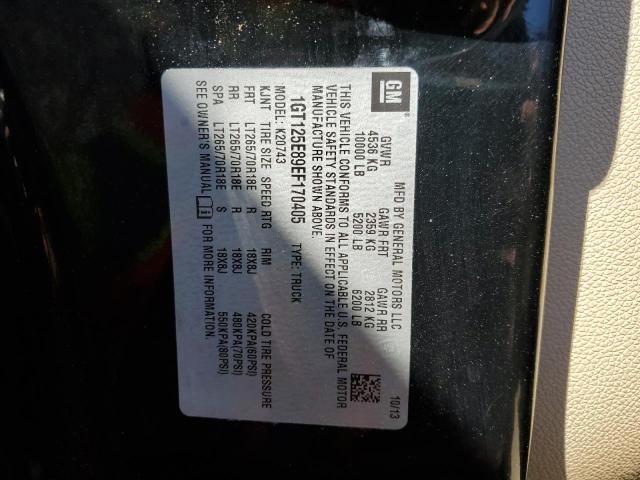 GM
MFD BY GENERAL MOTORS LLC 10/13
GVWR GAWR FRT GAWR RR
4536 KG 2359 KG 2812 KG
10000 LB 5200 LB 6200 LB
THIS VEHICLE CONFORMS TO ALL APPLICABLE U.S. FEDERAL MOTOR
VEHICLE SAFETY STANDARDS IN EFFECT ON THE DATE OF
MANUFACTURE SHOWN ABOVE.
1GT125E89EF170405 TYPE: TRUCK
MODEL: K20743
KJNT TIRE SIZE SPEED RTG RIM COLD TIRE PRESSURE
FRT LT265/70R18E R 18X8J 420KPA(60PSI)
RR LT265/70R18E R 18X8J 480KPA(70PSI)
SPA LT265/70R18E S 18X8J 550KPA(80PSI)
SEE OWNER'S MANUAL FOR MORE INFORMATION.